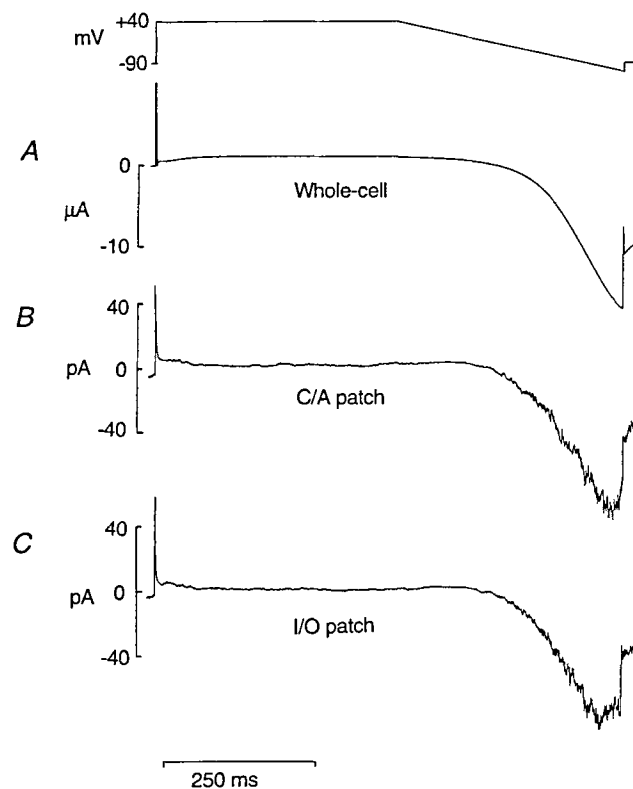 +40
mV
-90
A
0
Whole-cell
µA
-10
B
40
pA
0
C/A patch
-40
C
40
pA
0
I/O patch
-40
250 ms